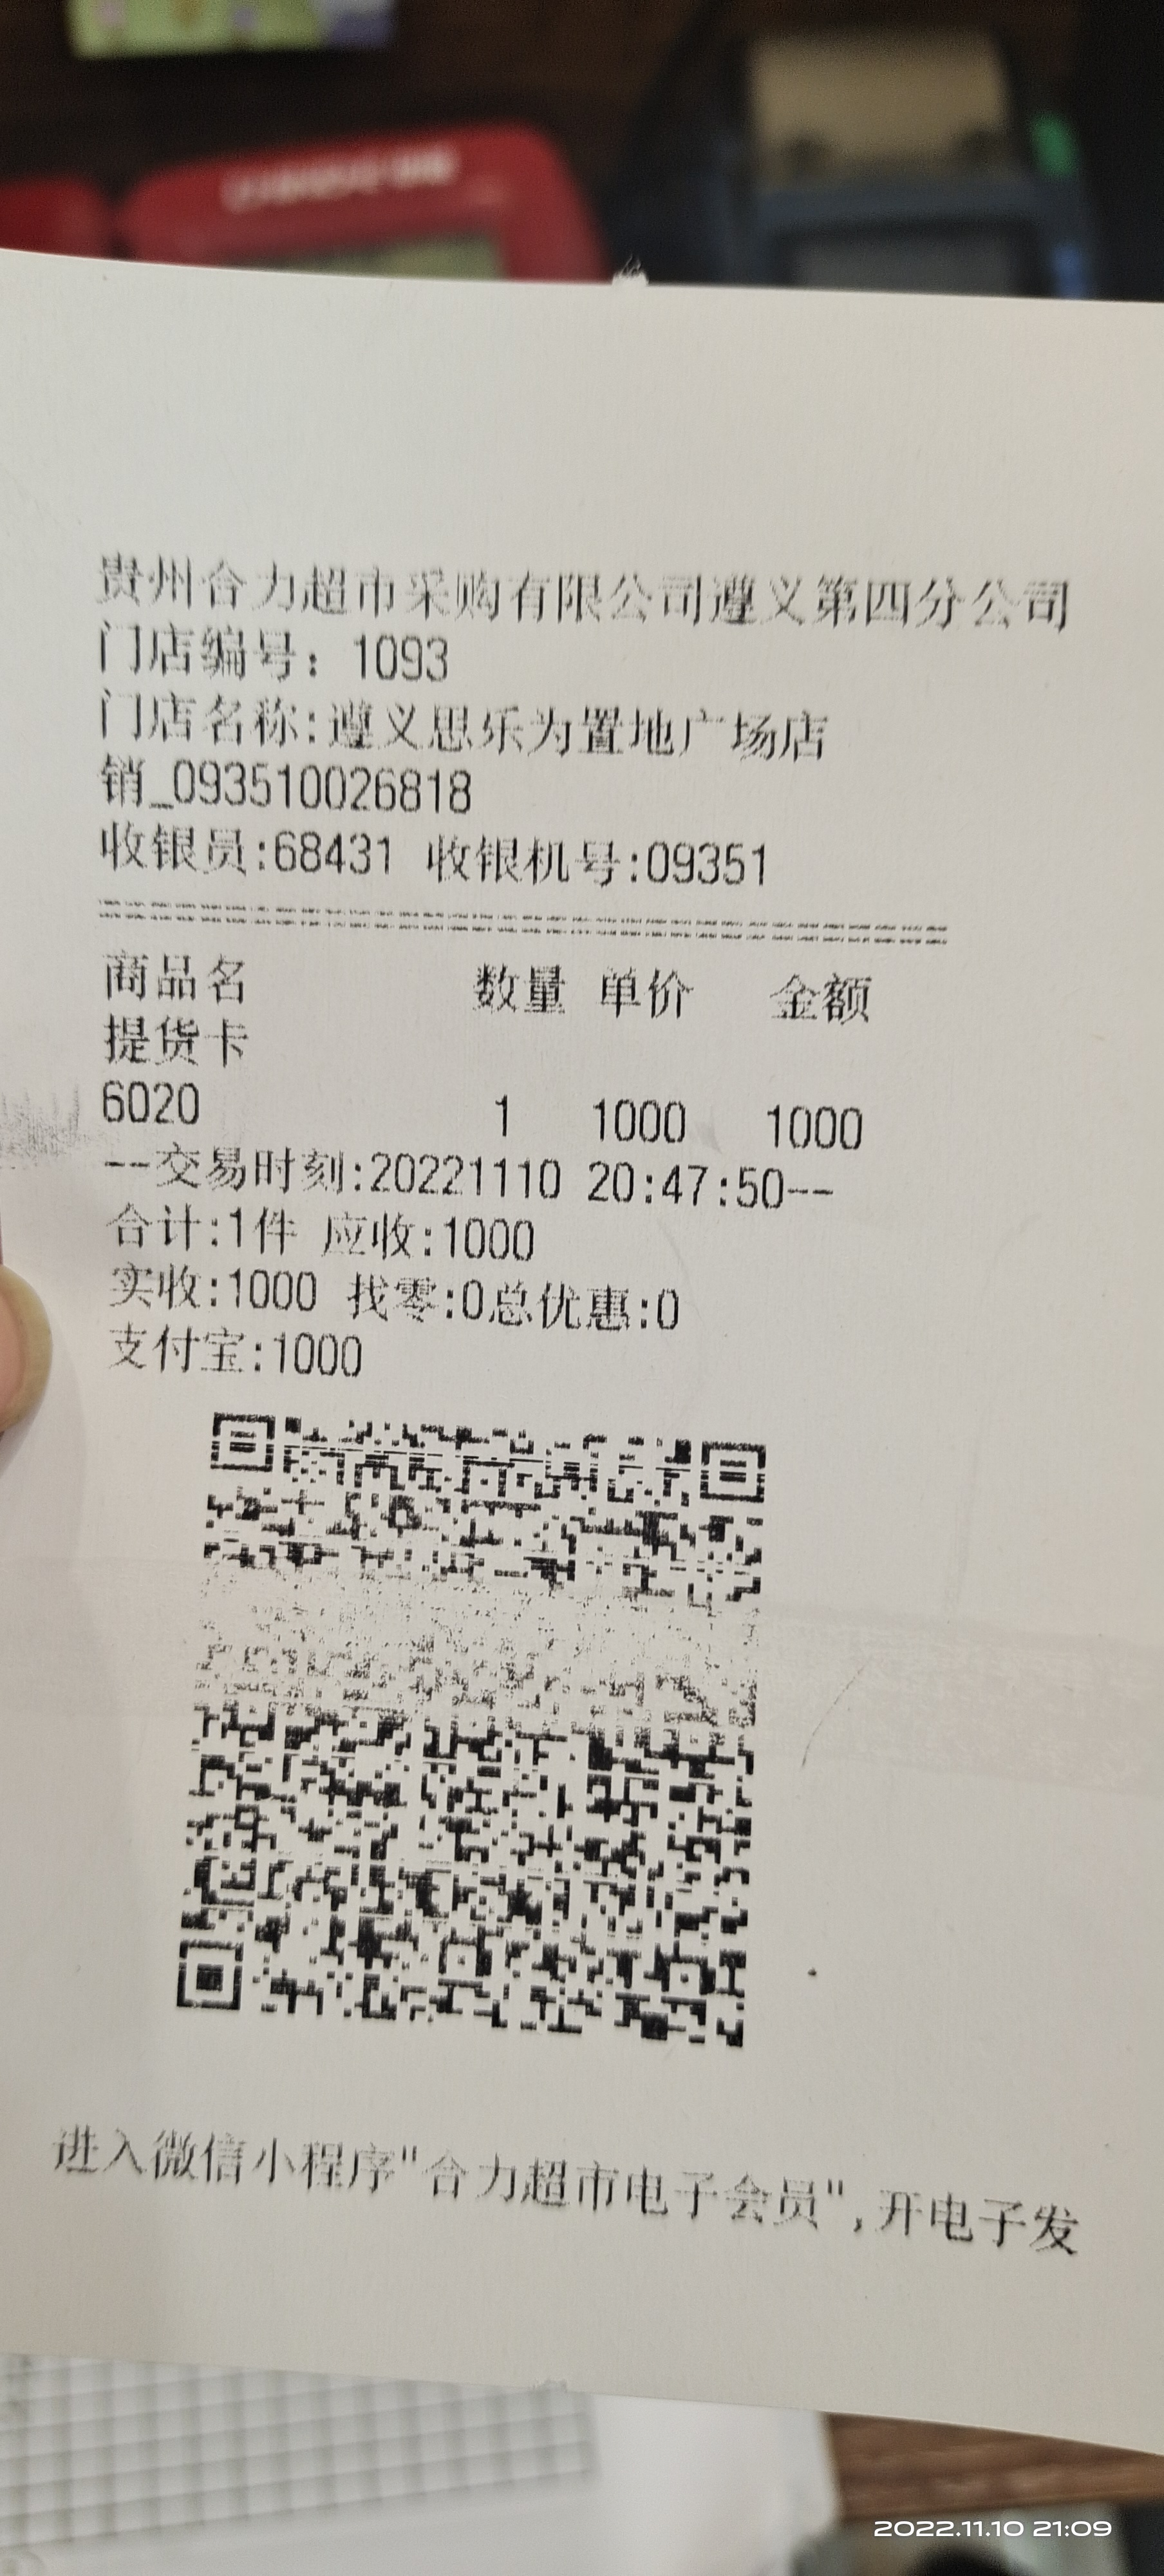 贵州合力超市采购有限公司遵义第四分公司
门店编号：1093
门店名称:遵义思乐为置地广场店
销_093510026818
收银员:68431 收银机号:09351
商品名 数量 单价 金额
提货卡
6020 1 1000 1000
--交易时刻:20221110 20:47:50--
合计:1件 应收:1000
实收:1000 找零:0总优惠:0
支付宝:1000
进入微信小程序"合力超市电子会员",开电子发
2022.11.10 21:09